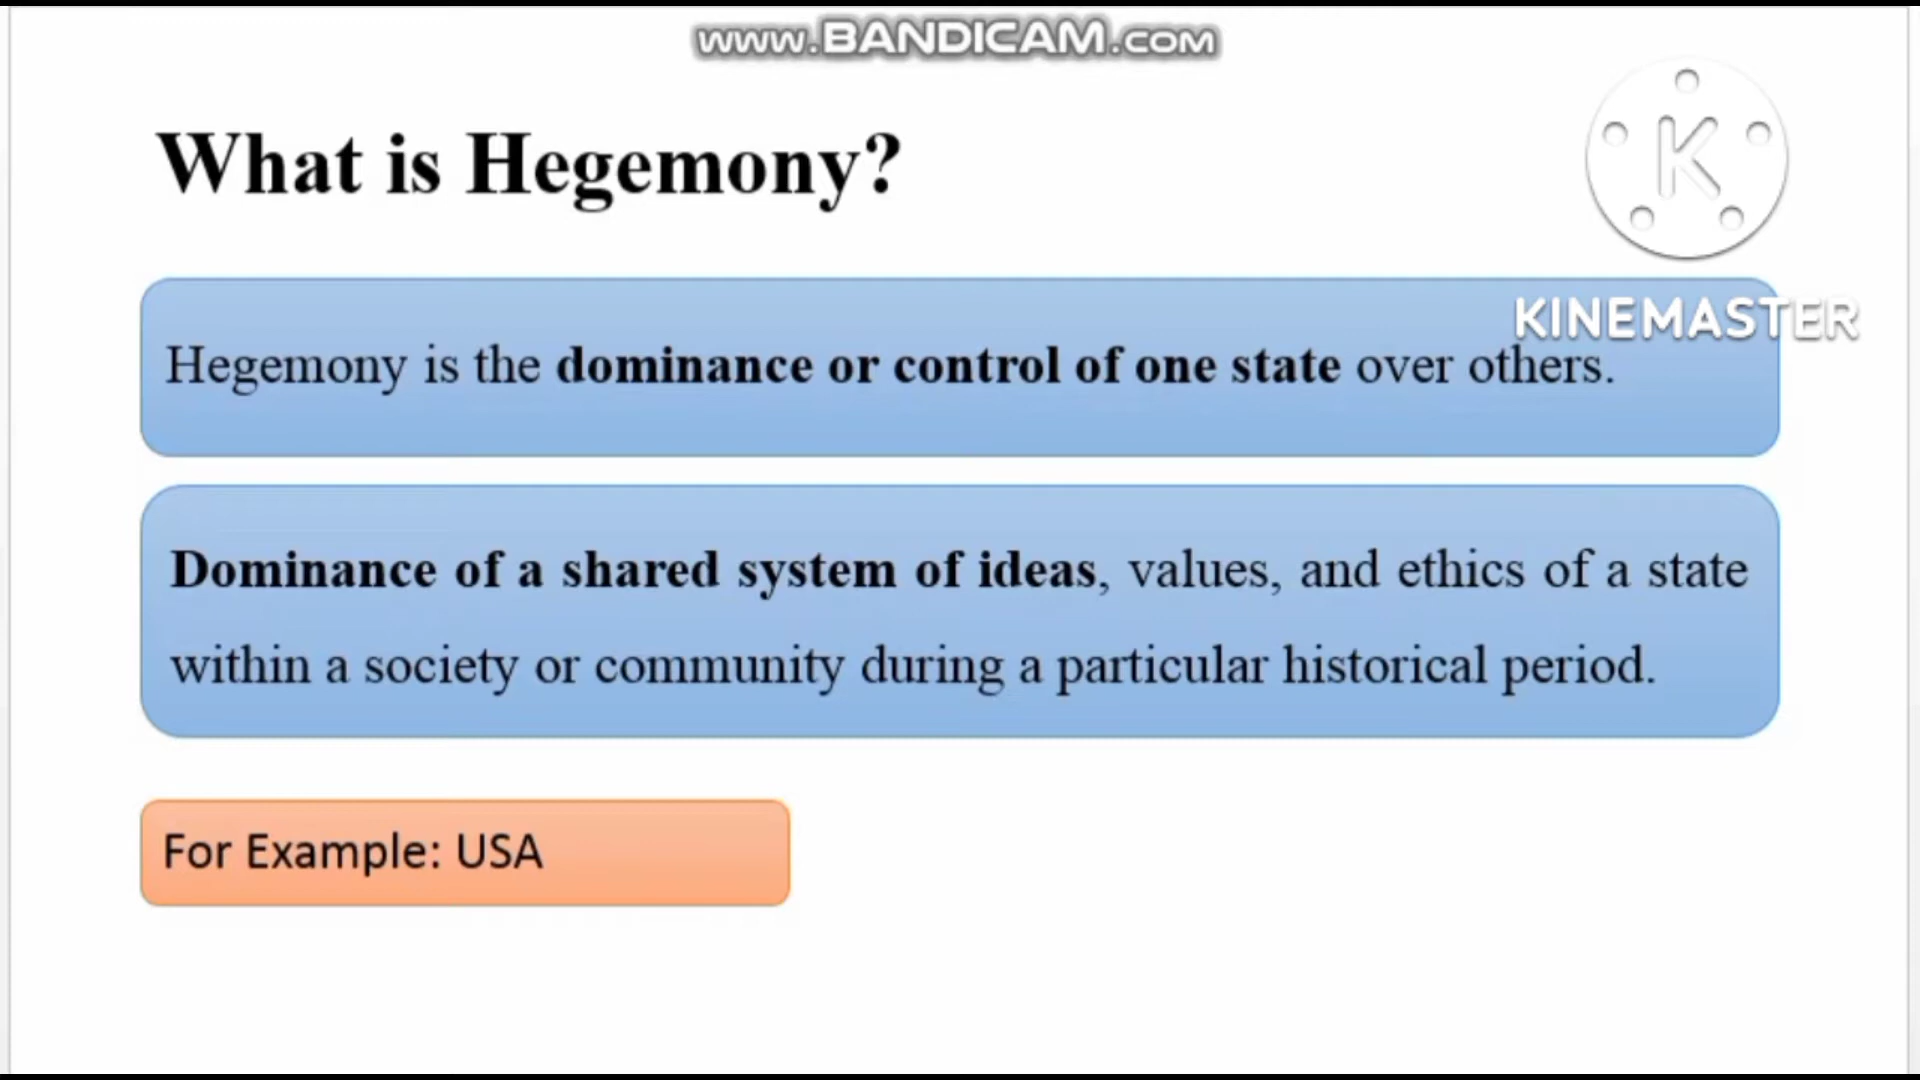 www.BANDICAM.com
What is Hegemony?
K
KINEMASTER
Hegemony is the dominance or control of one state over others.
Dominance of a shared system of ideas, values, and ethics of a state
within a society or community during a particular historical period.
For Example: USA